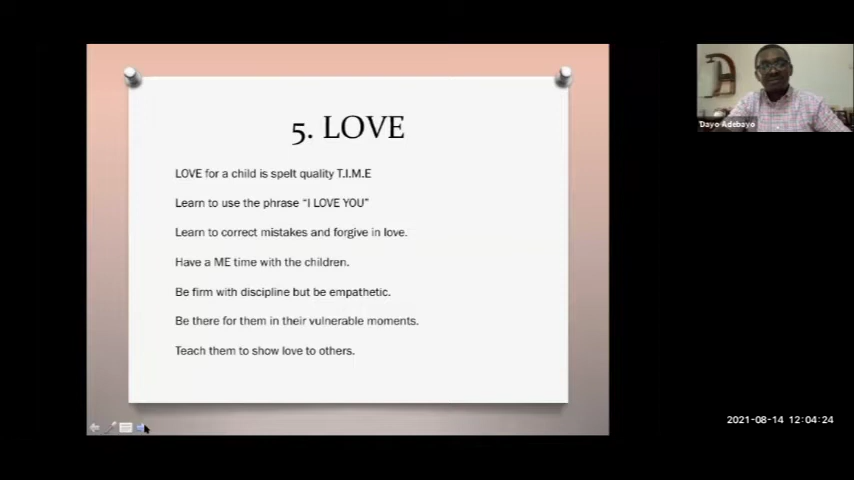 5. LOVE
LOVE for a child is spelt quality T.I.M.E
Learn to use the phrase “I LOVE YOU”
Learn to correct mistakes and forgive in love.
Have a ME time with the children.
Be firm with discipline but be empathetic.
Be there for them in their vulnerable moments.
Teach them to show love to others.
Dayo Adebayo
2021-08-14 12:04:24